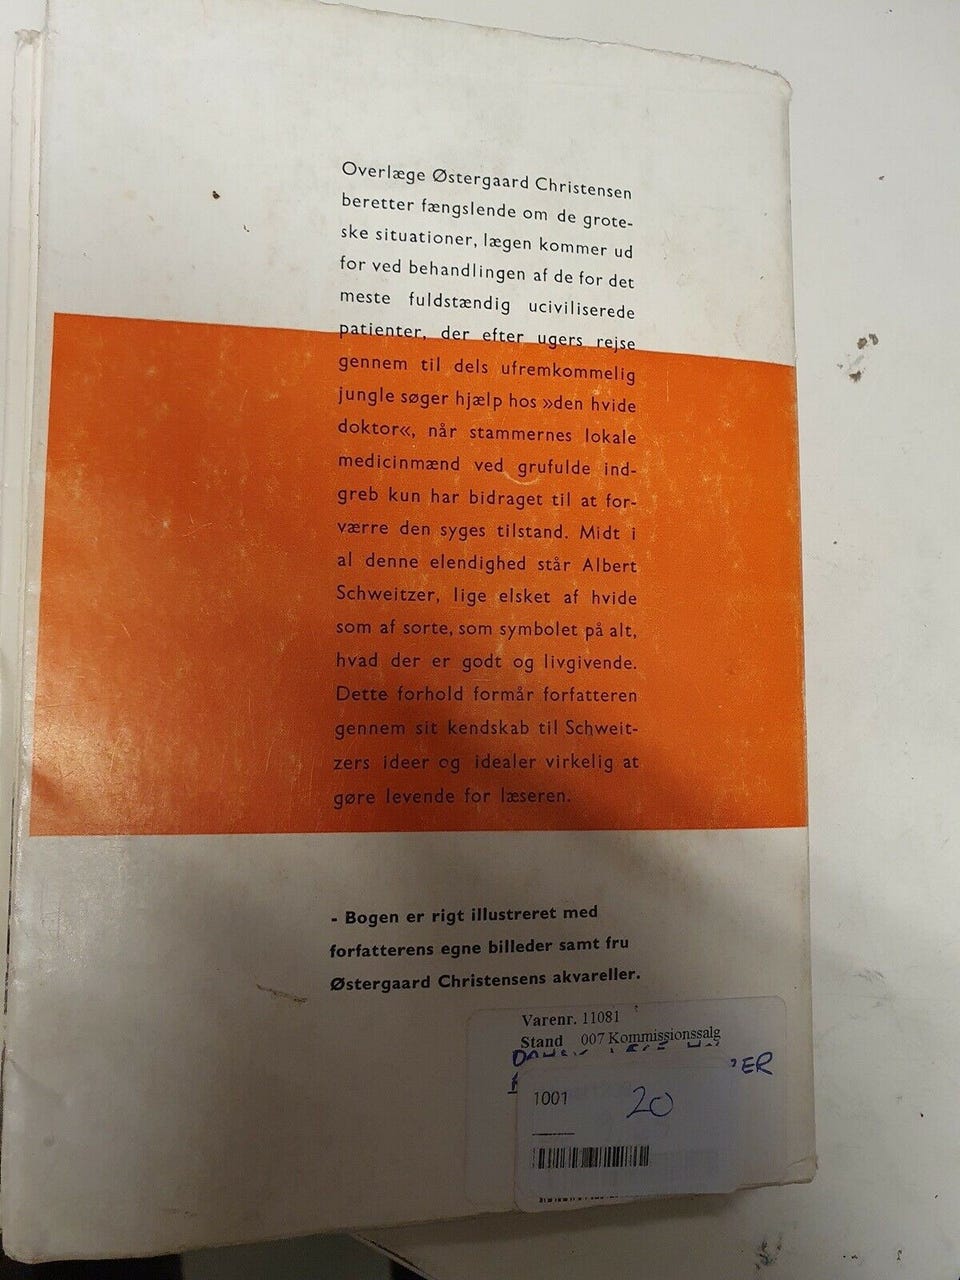 Overlæge Østergaard Christensen
beretter fængslende om de grote-
ske situationer, lægen kommer ud
for ved behandlingen af de for det
meste fuldstændig uciviliserede
patienter, der efter ugers rejse
gennem til dels ufremkommelig
jungle søger hjælp hos »den hvide
doktor«, når stammernes lokale
medicinmænd ved grufulde ind-
greb kun har bidraget til at for-
værre den syges tilstand. Midt i
al denne elendighed står Albert
Schweitzer, lige elsket af hvide
som af sorte, som symbolet på alt,
hvad der er godt og livgivende.
Dette forhold formår forfatteren
gennem sit kendskab til Schweit-
zers ideer og idealer virkelig at
gøre levende for læseren.
- Bogen er rigt illustreret med
forfatterens egne billeder samt fru
Østergaard Christensens akvareller.
Varenr. 11081
Stand 007 Kommissionssalg
1001
20